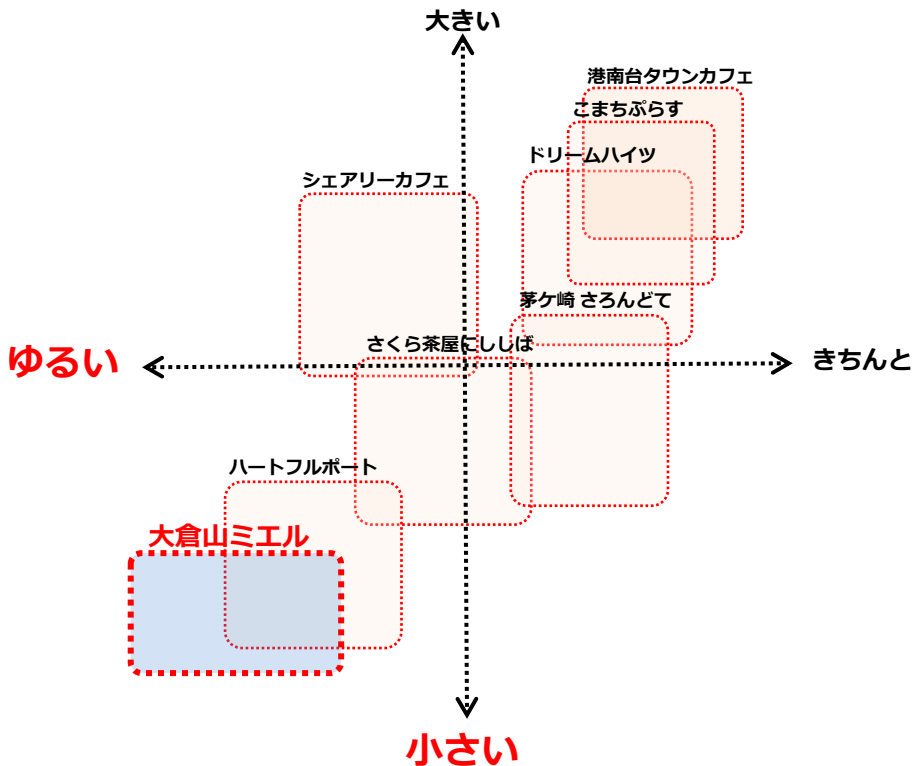 大きい
港南台タウンカフェ
こまちぷらす
ドリームハイツ
シェアリーカフェ
茅ケ崎 さろんどて
さくら茶屋にししば
ゆるい
きちんと
ハートフルポート
大倉山ミエル
小さい